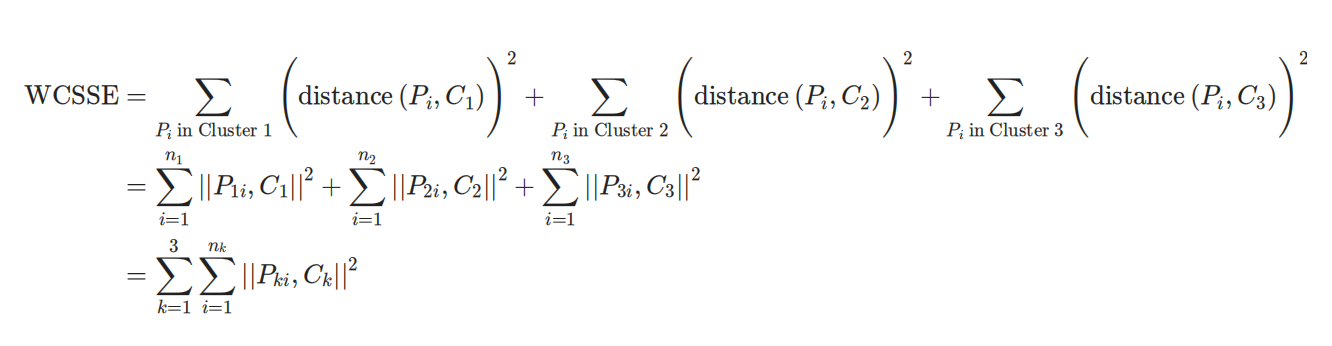 WCSSE = ∑_{P_i in Cluster 1} (distance (P_i, C_1))^2 + ∑_{P_i in Cluster 2} (distance (P_i, C_2))^2 + ∑_{P_i in Cluster 3} (distance (P_i, C_3))^2
= ∑_{i=1}^{n_1} ||P_{1i}, C_1||^2 + ∑_{i=1}^{n_2} ||P_{2i}, C_2||^2 + ∑_{i=1}^{n_3} ||P_{3i}, C_3||^2
= ∑_{k=1}^{3} ∑_{i=1}^{n_k} ||P_{ki}, C_k||^2